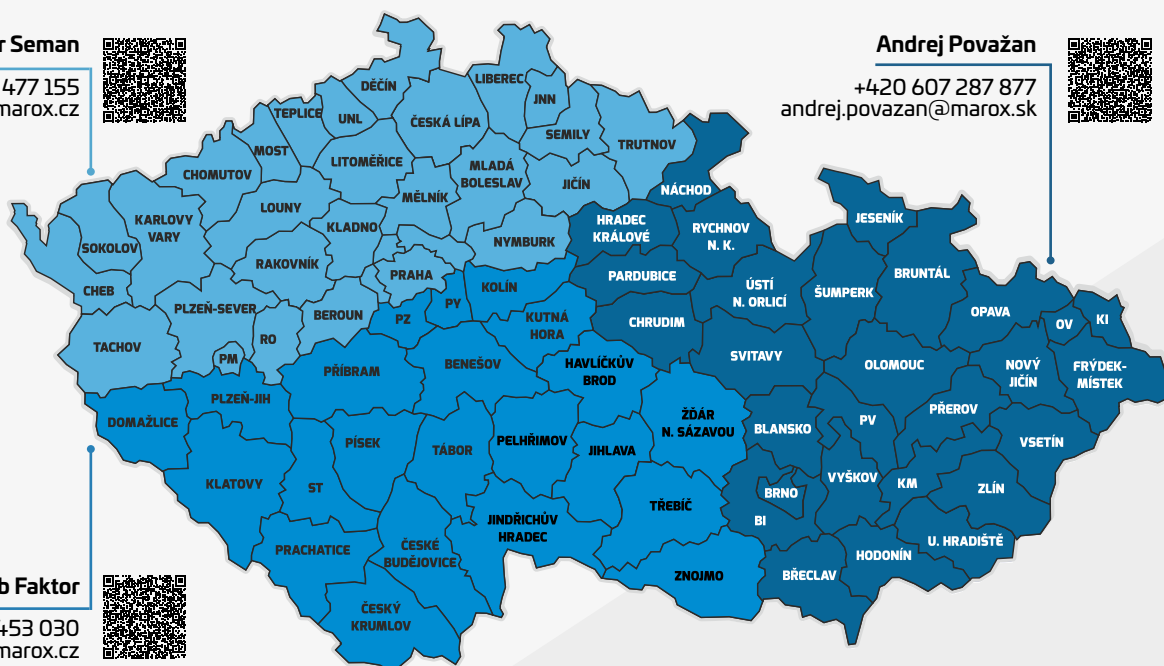 r Seman
477 155
marox.cz
Andrej Považan
+420 607 287 877
andrej.povazan@marox.sk
DĚČÍN
LIBEREC
JNN
TEPLICE
UNL
ČESKÁ LÍPA
SEMILY
TRUTNOV
MOST
LITOMĚŘICE
CHOMUTOV
MLADÁ
BOLESLAV
JIČÍN
MĚLNÍK
NÁCHOD
KARLOVY
VARY
LOUNY
KLADNO
HRADEC
KRÁLOVÉ
RYCHNOV
N. K.
JESENÍK
SOKOLOV
NYMBURK
RAKOVNÍK
PRAHA
PARDUBICE
BRUNTÁL
CHEB
KOLÍN
ÚSTÍ
N. ORLICÍ
ŠUMPERK
PLZEŇ-SEVER
BEROUN
PZ
PY
KUTNÁ
HORA
CHRUDIM
OPAVA
OV
KI
TACHOV
RO
PM
SVITAVY
PŘÍBRAM
BENEŠOV
HAVLÍČKŮV
BROD
OLOMOUC
NOVÝ
JIČÍN
FRÝDEK-
MÍSTEK
PLZEŇ-JIH
DOMAŽLICE
ŽĎÁR
N. SÁZAVOU
BLANSKO
PV
PŘEROV
PÍSEK
TÁBOR
PELHŘIMOV
JIHLAVA
VSETÍN
KLATOVY
ST
VYŠKOV
KM
ZLÍN
BRNO
TŘEBÍČ
BI
JINDŘICHŮV
HRADEC
PRACHATICE
ČESKÉ
BUDĚJOVICE
HODONÍN
U. HRADIŠTĚ
ZNOJMO
BŘECLAV
ČESKÝ
KRUMLOV
b Faktor
453 030
marox.cz